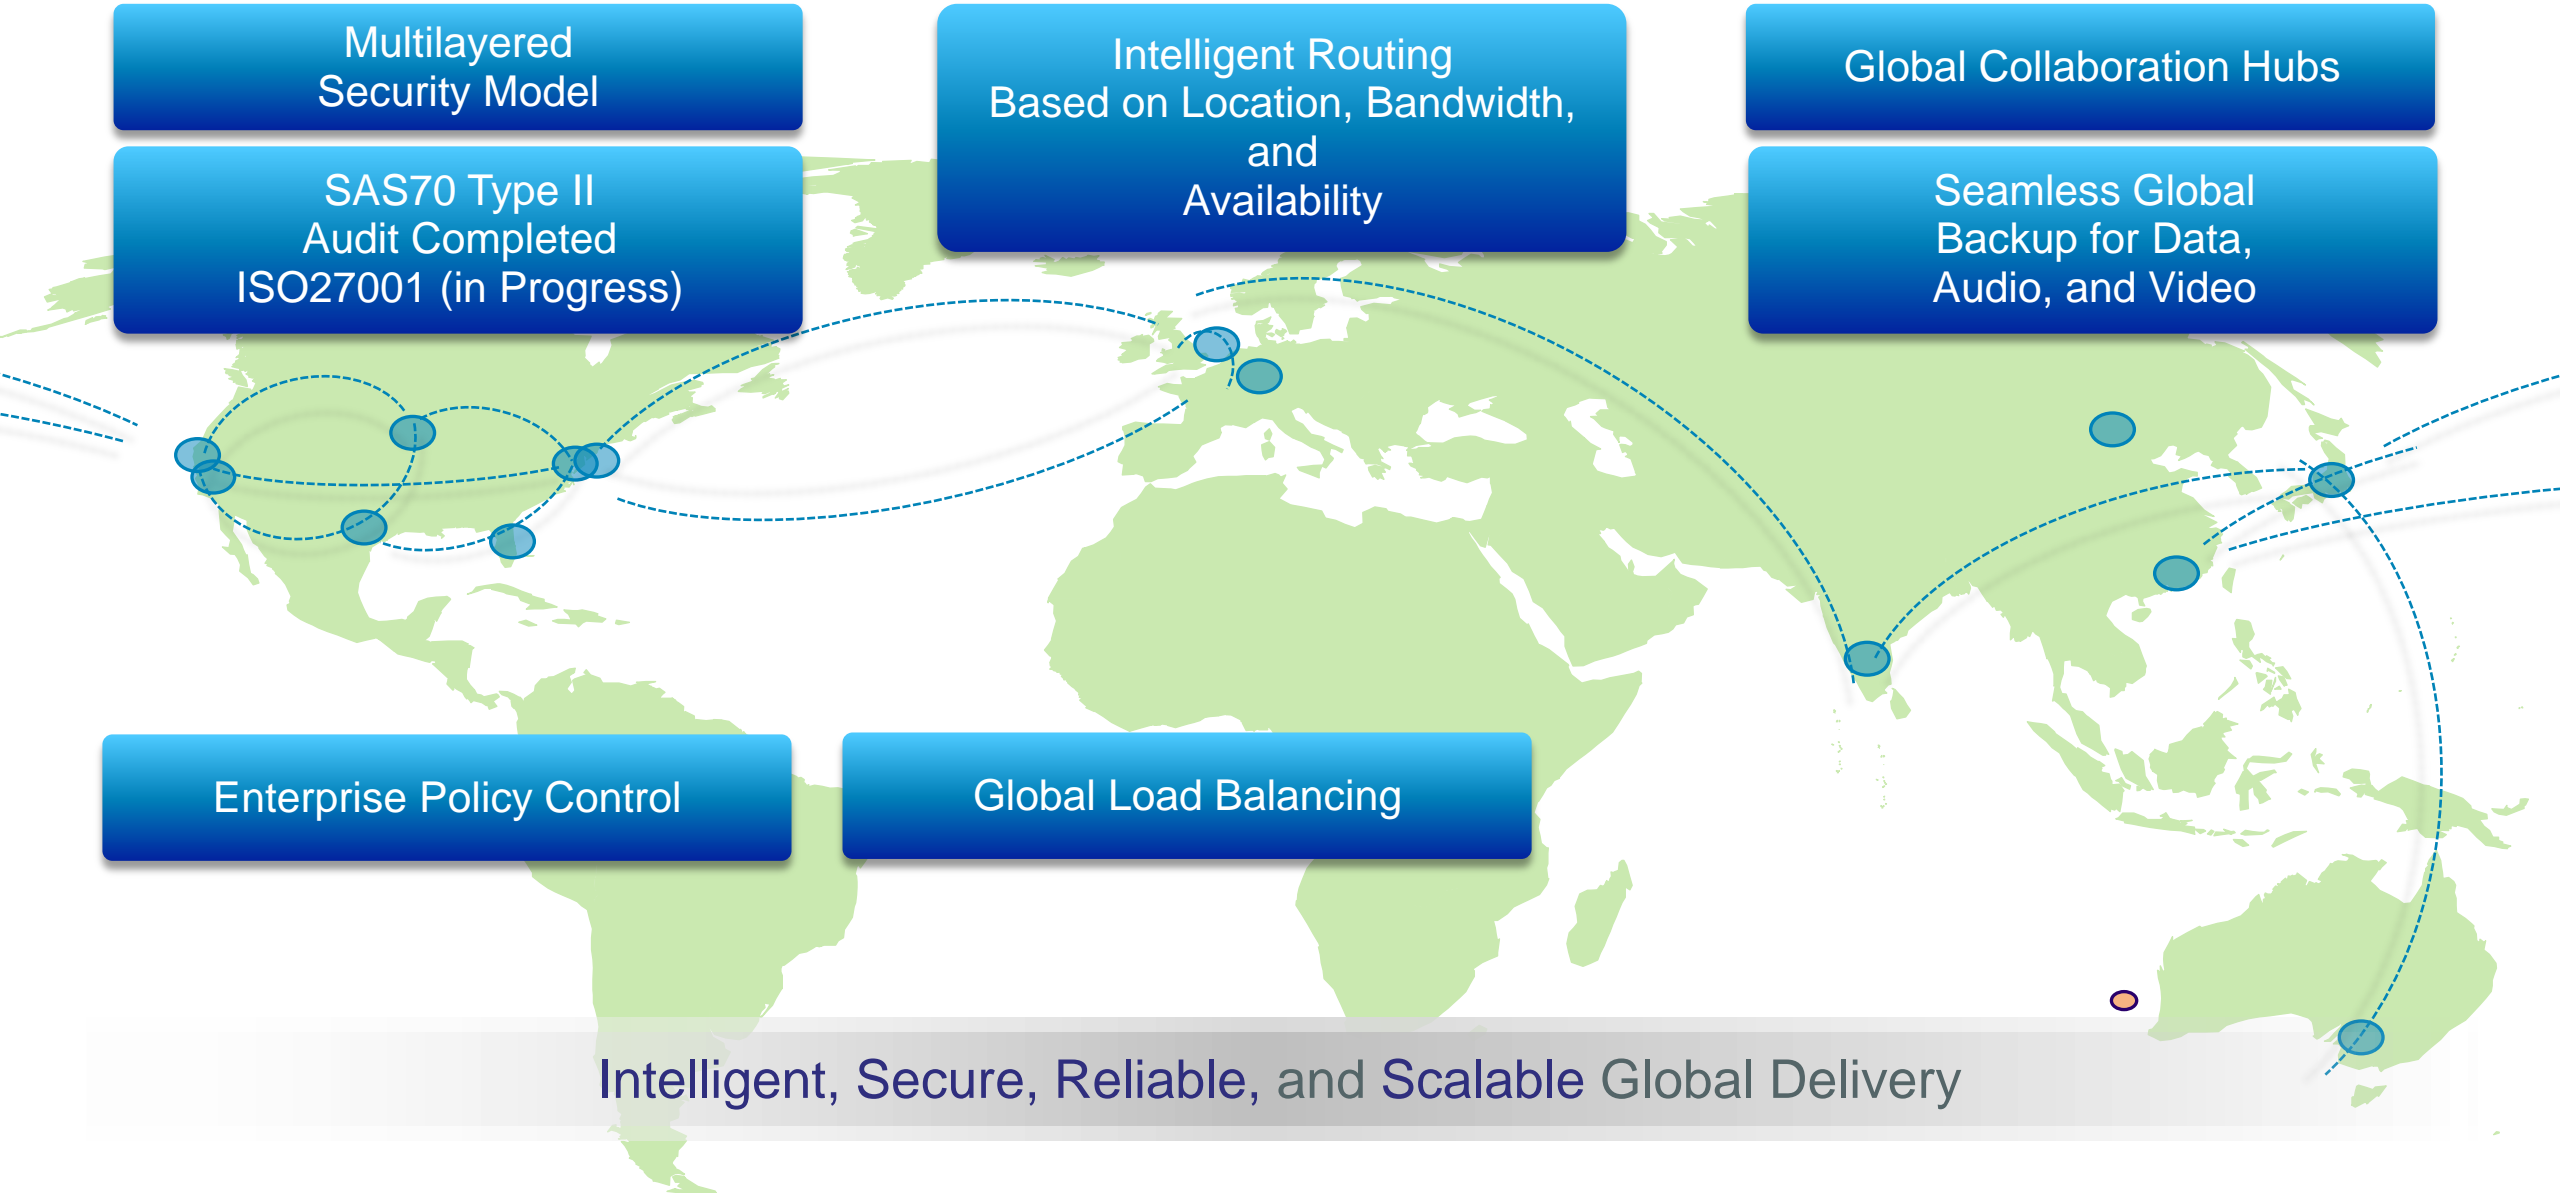 Multilayered
Security Model
SAS70 Type II
Audit Completed
ISO27001 (in Progress)
Intelligent Routing
Based on Location, Bandwidth,
and
Availability
Global Collaboration Hubs
Seamless Global
Backup for Data,
Audio, and Video
Enterprise Policy Control
Global Load Balancing
Intelligent, Secure, Reliable, and Scalable Global Delivery